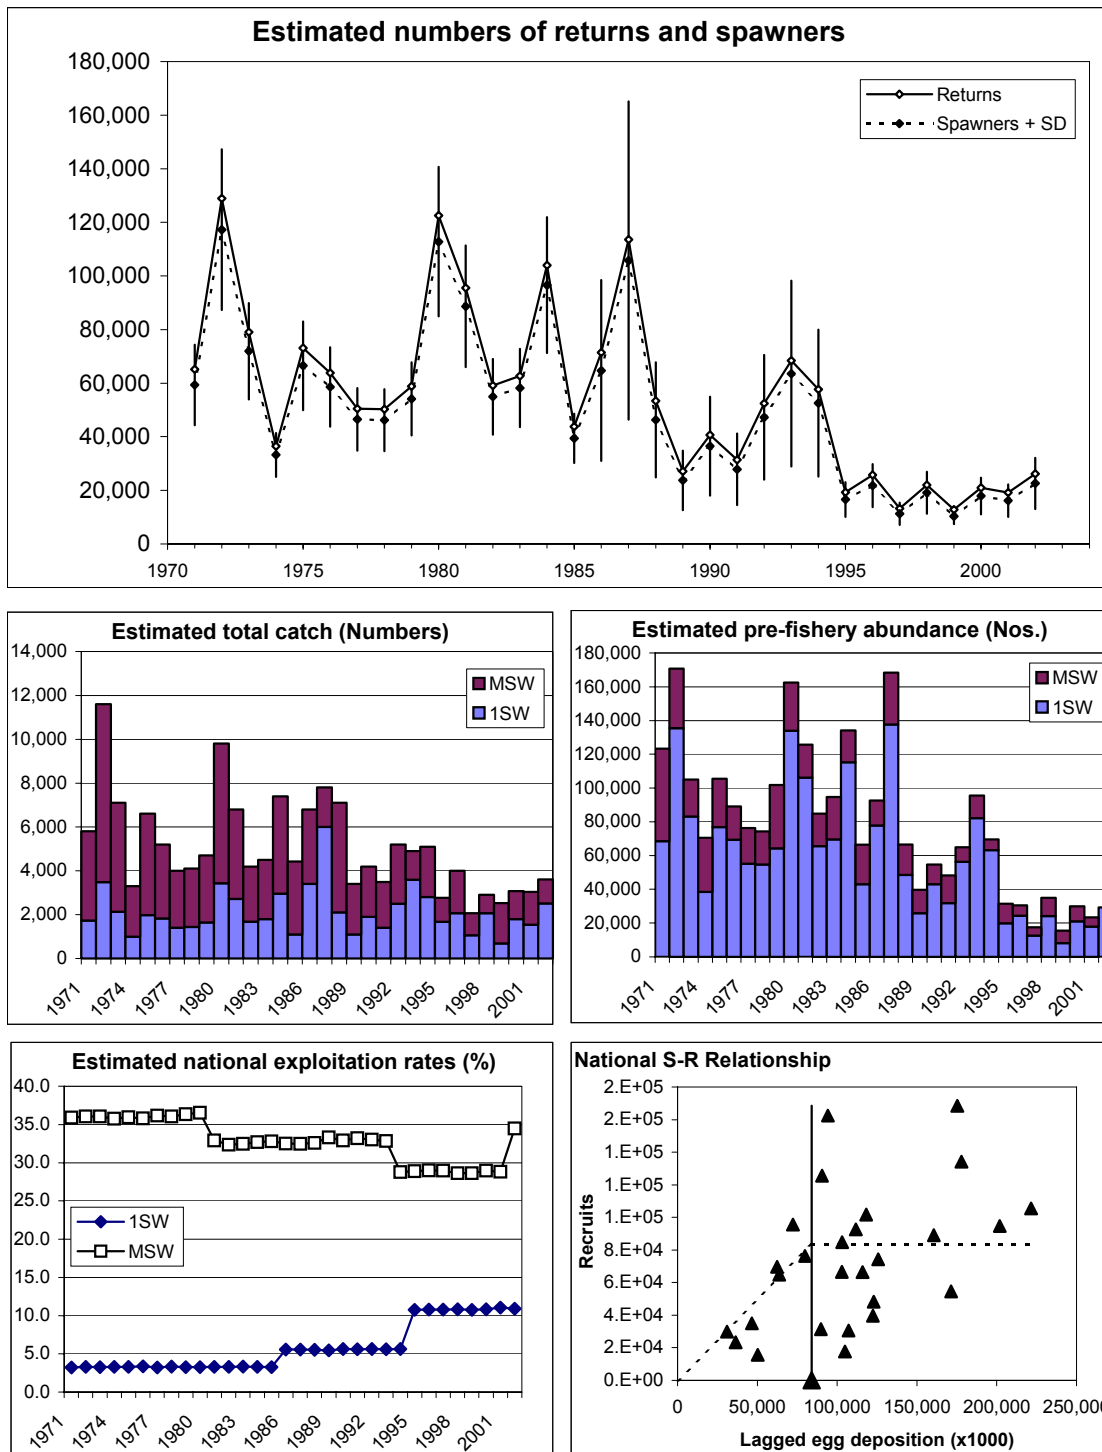 Estimated numbers of returns and spawners
180,000
160,000
140,000
120,000
100,000
80,000
60,000
40,000
20,000
0
Returns
Spawners + SD
1970 1975 1980 1985 1990 1995 2000
Estimated total catch (Numbers)
14,000
12,000
10,000
8,000
6,000
4,000
2,000
0
MSW
1SW
1971 1974 1977 1980 1983 1986 1989 1992 1995 1998 2001
Estimated pre-fishery abundance (Nos.)
180,000
160,000
140,000
120,000
100,000
80,000
60,000
40,000
20,000
0
MSW
1SW
1971 1974 1977 1980 1983 1986 1989 1992 1995 1998 2001
Estimated national exploitation rates (%)
40.0
35.0
30.0
25.0
20.0
15.0
10.0
5.0
0.0
1SW
MSW
1971 1974 1977 1980 1983 1986 1989 1992 1995 1998 2001
National S-R Relationship
Recruits
2.E+05
2.E+05
1.E+05
1.E+05
1.E+05
8.E+04
6.E+04
4.E+04
2.E+04
0.E+00
0 50,000 100,000 150,000 200,000 250,00
Lagged egg deposition (x1000)